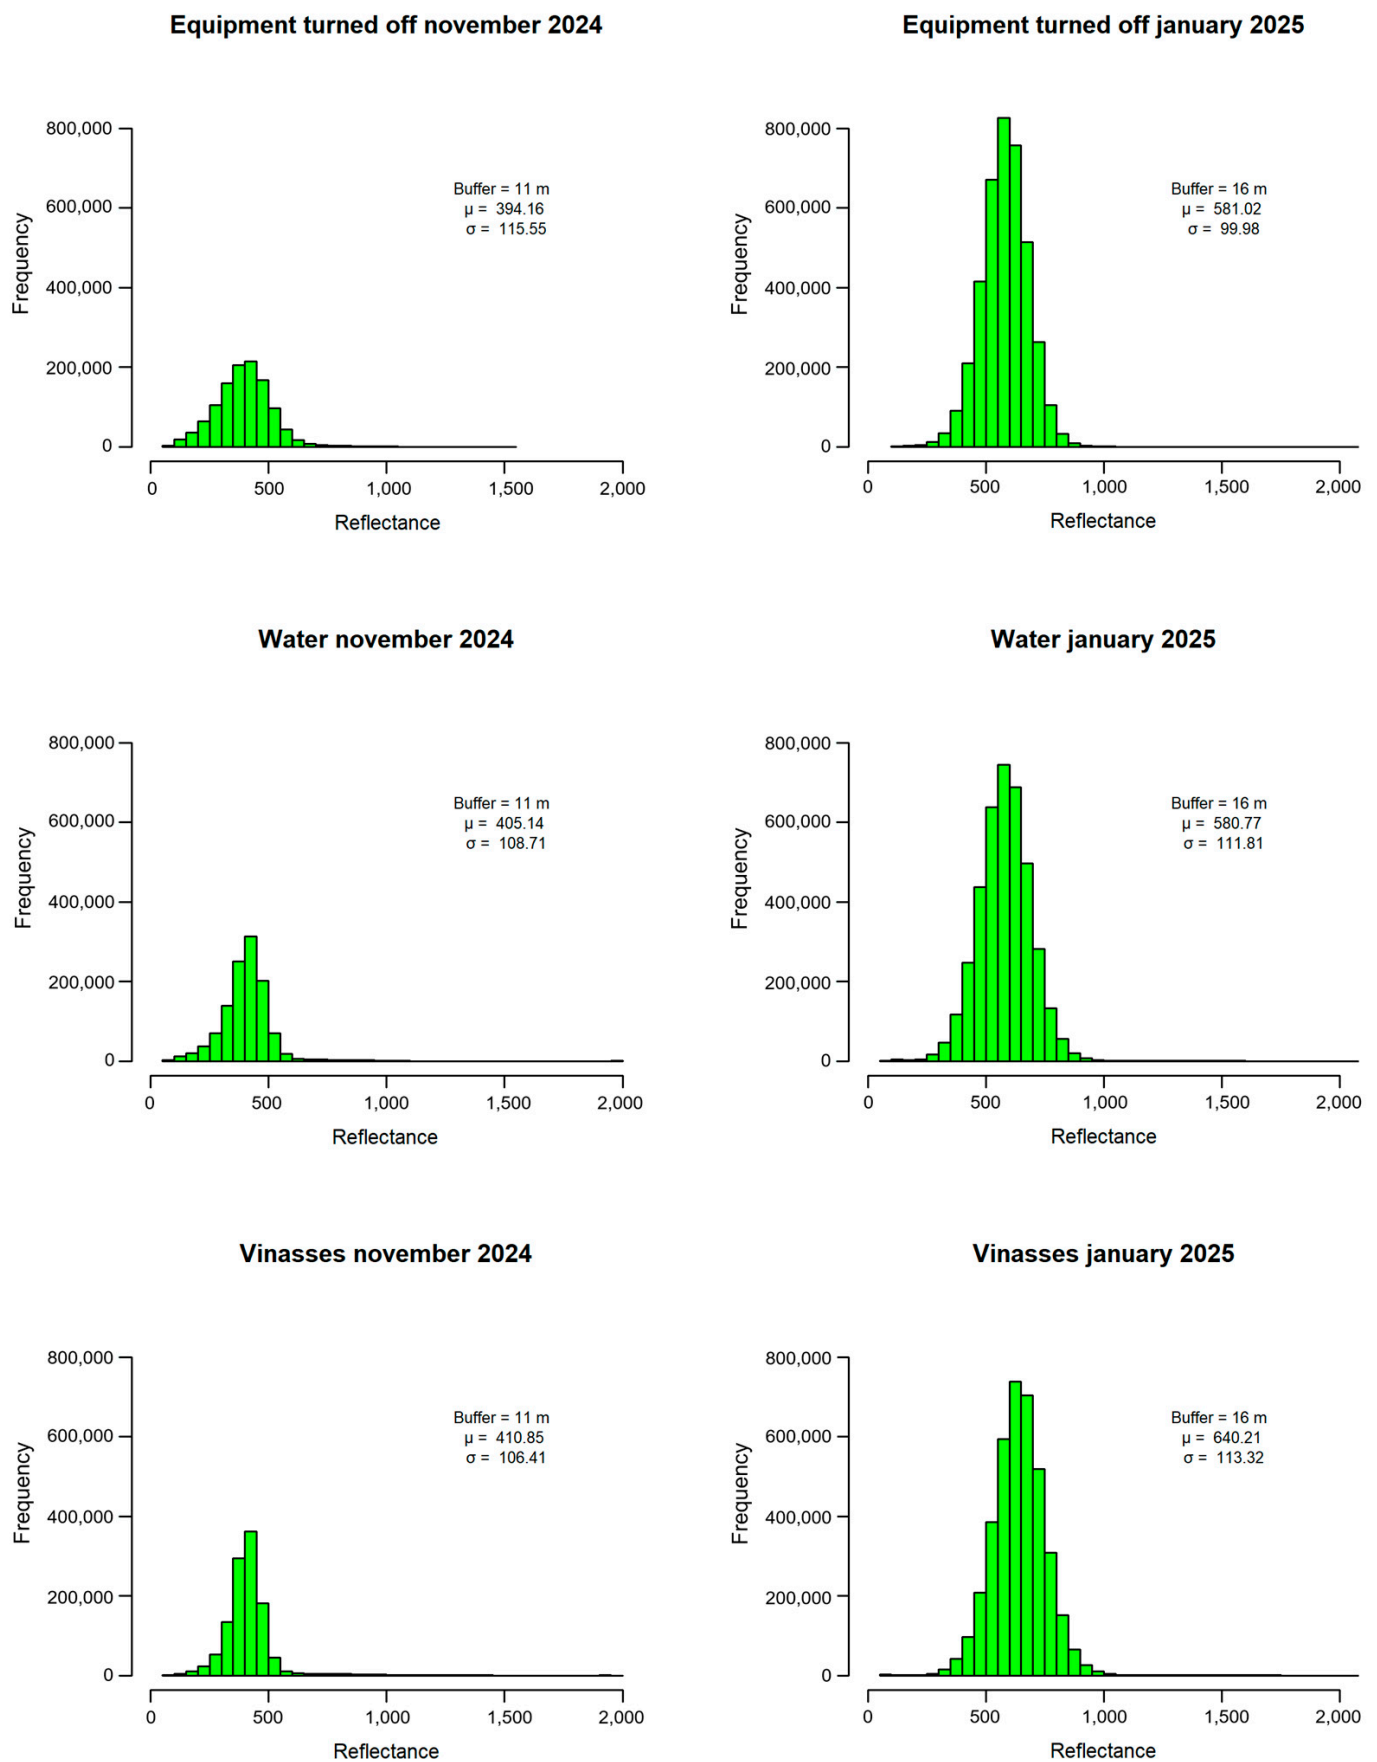 Equipment turned off november 2024
800,000
600,000
400,000
200,000
0
Frequency
Buffer = 11 m
μ = 394.16
σ = 115.55
0 500 1,000 1,500 2,000
Reflectance
Equipment turned off january 2025
800,000
600,000
400,000
200,000
0
Frequency
Buffer = 16 m
μ = 581.02
σ = 99.98
0 500 1,000 1,500 2,000
Reflectance
Water november 2024
800,000
600,000
400,000
200,000
0
Frequency
Buffer = 11 m
μ = 405.14
σ = 108.71
0 500 1,000 1,500 2,000
Reflectance
Water january 2025
800,000
600,000
400,000
200,000
0
Frequency
Buffer = 16 m
μ = 580.77
σ = 111.81
0 500 1,000 1,500 2,000
Reflectance
Vinasses november 2024
800,000
600,000
400,000
200,000
0
Frequency
Buffer = 11 m
μ = 410.85
σ = 106.41
0 500 1,000 1,500 2,000
Reflectance
Vinasses january 2025
800,000
600,000
400,000
200,000
0
Frequency
Buffer = 16 m
μ = 640.21
σ = 113.32
0 500 1,000 1,500 2,000
Reflectance